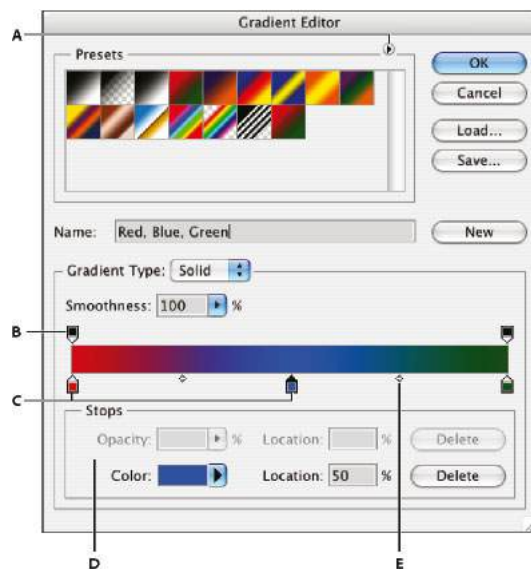 Gradient Editor
A
Presets
OK
Cancel
Load...
Save...
Name: Red, Blue, Green
New
Gradient Type: Solid
Smoothness: 100 %
B
C
Stops
Opacity: % Location: % Delete
Color: Location: 50 % Delete
D E